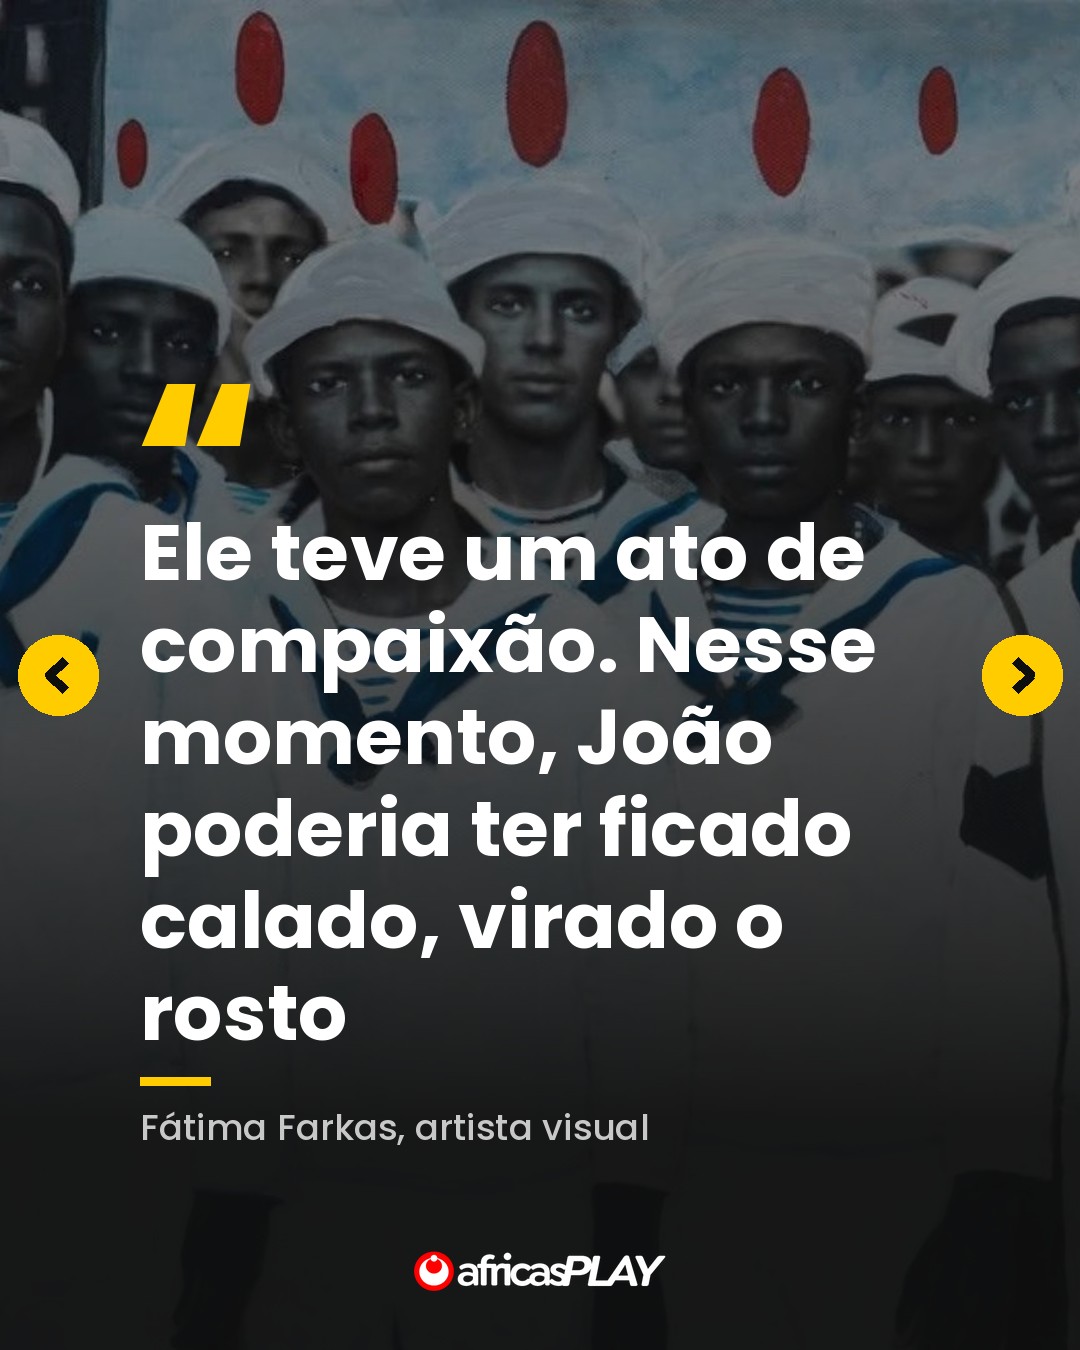 “
Ele teve um ato de
compaixão. Nesse
momento, João
poderia ter ficado
calado, virado o
rosto
Fátima Farkas, artista visual
africasPLAY